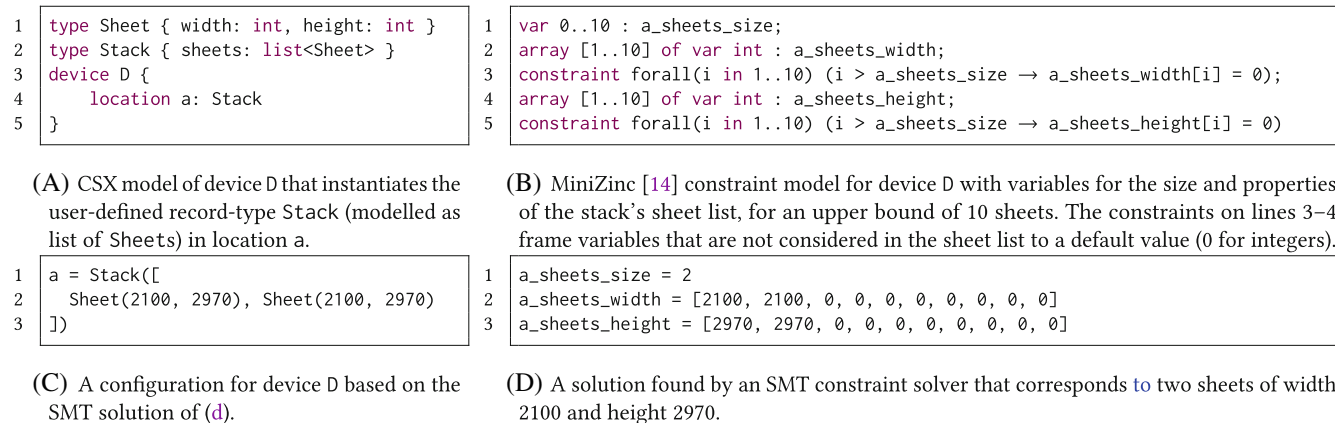 1 type Sheet { width: int, height: int }
2 type Stack { sheets: list<Sheet> }
3 device D {
4     location a: Stack
5 }
(A) CSX model of device D that instantiates the
user-defined record-type Stack (modelled as
list of Sheets) in location a.
1 var 0..10 : a_sheets_size;
2 array [1..10] of var int : a_sheets_width;
3 constraint forall(i in 1..10) (i > a_sheets_size → a_sheets_width[i] = 0);
4 array [1..10] of var int : a_sheets_height;
5 constraint forall(i in 1..10) (i > a_sheets_size → a_sheets_height[i] = 0)
(B) MiniZinc [14] constraint model for device D with variables for the size and properties
of the stack's sheet list, for an upper bound of 10 sheets. The constraints on lines 3–4
frame variables that are not considered in the sheet list to a default value (0 for integers).
1 a = Stack([
2   Sheet(2100, 2970), Sheet(2100, 2970)
3 ])
(C) A configuration for device D based on the
SMT solution of (d).
1 a_sheets_size = 2
2 a_sheets_width = [2100, 2100, 0, 0, 0, 0, 0, 0, 0, 0]
3 a_sheets_height = [2970, 2970, 0, 0, 0, 0, 0, 0, 0, 0]
(D) A solution found by an SMT constraint solver that corresponds to two sheets of width
2100 and height 2970.